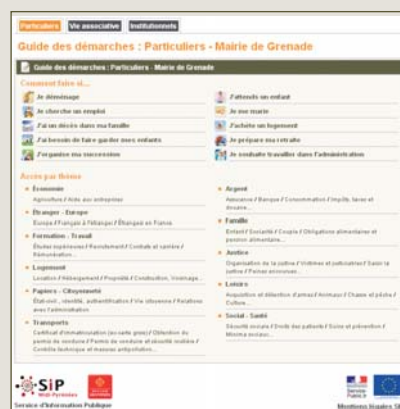 Particuliers Vie associative Institutionnels
Guide des démarches : Particuliers - Mairie de Grenade
Guide des démarches : Particuliers - Mairie de Grenade
Comment faire si...
Je déménage
Je cherche un emploi
J'ai un décès dans ma famille
J'ai besoin de faire garder mes enfants
J'organise ma succession
J'attends un enfant
Je me marie
J'achète un logement
Je prépare ma retraite
Je souhaite travailler dans l'administration
Accès par thème
Économie
Agriculture / Aide aux entreprises
Étranger - Europe
Europe / Français à l'étranger / Étrangers en France
Formation - Travail
Études supérieures / Recrutement / Contrats et carrière /
Rémunération...
Logement
Location / Hébergement / Propriété / Construction, Voisinage...
Papiers - Citoyenneté
État-civil, identité, authentification / Vie citoyenne / Relations
avec l'administration
Transports
Certificat d'immatriculation (ex-carte grise) / Obtention du
permis de conduire / Permis de conduire et sécurité routière /
Contrôle technique et mesures antipollution...
Argent
Assurance / Banque / Consommation / Impôts, taxes et
douane...
Famille
Enfant / Scolarité / Couple / Obligations alimentaires et
pension alimentaire...
Justice
Organisation de la justice / Victimes et justiciables / Saisir la
justice / Peines encourues...
Loisirs
Acquisition et détention d'armes / Animaux / Chasse et pêche /
Culture...
Social - Santé
Sécurité sociale / Droits des patients / Soins et prévention /
Minima sociaux...
SiP
Midi-Pyrénées
Service d'Information Publique
Service-
Public.fr
Mentions légales SI